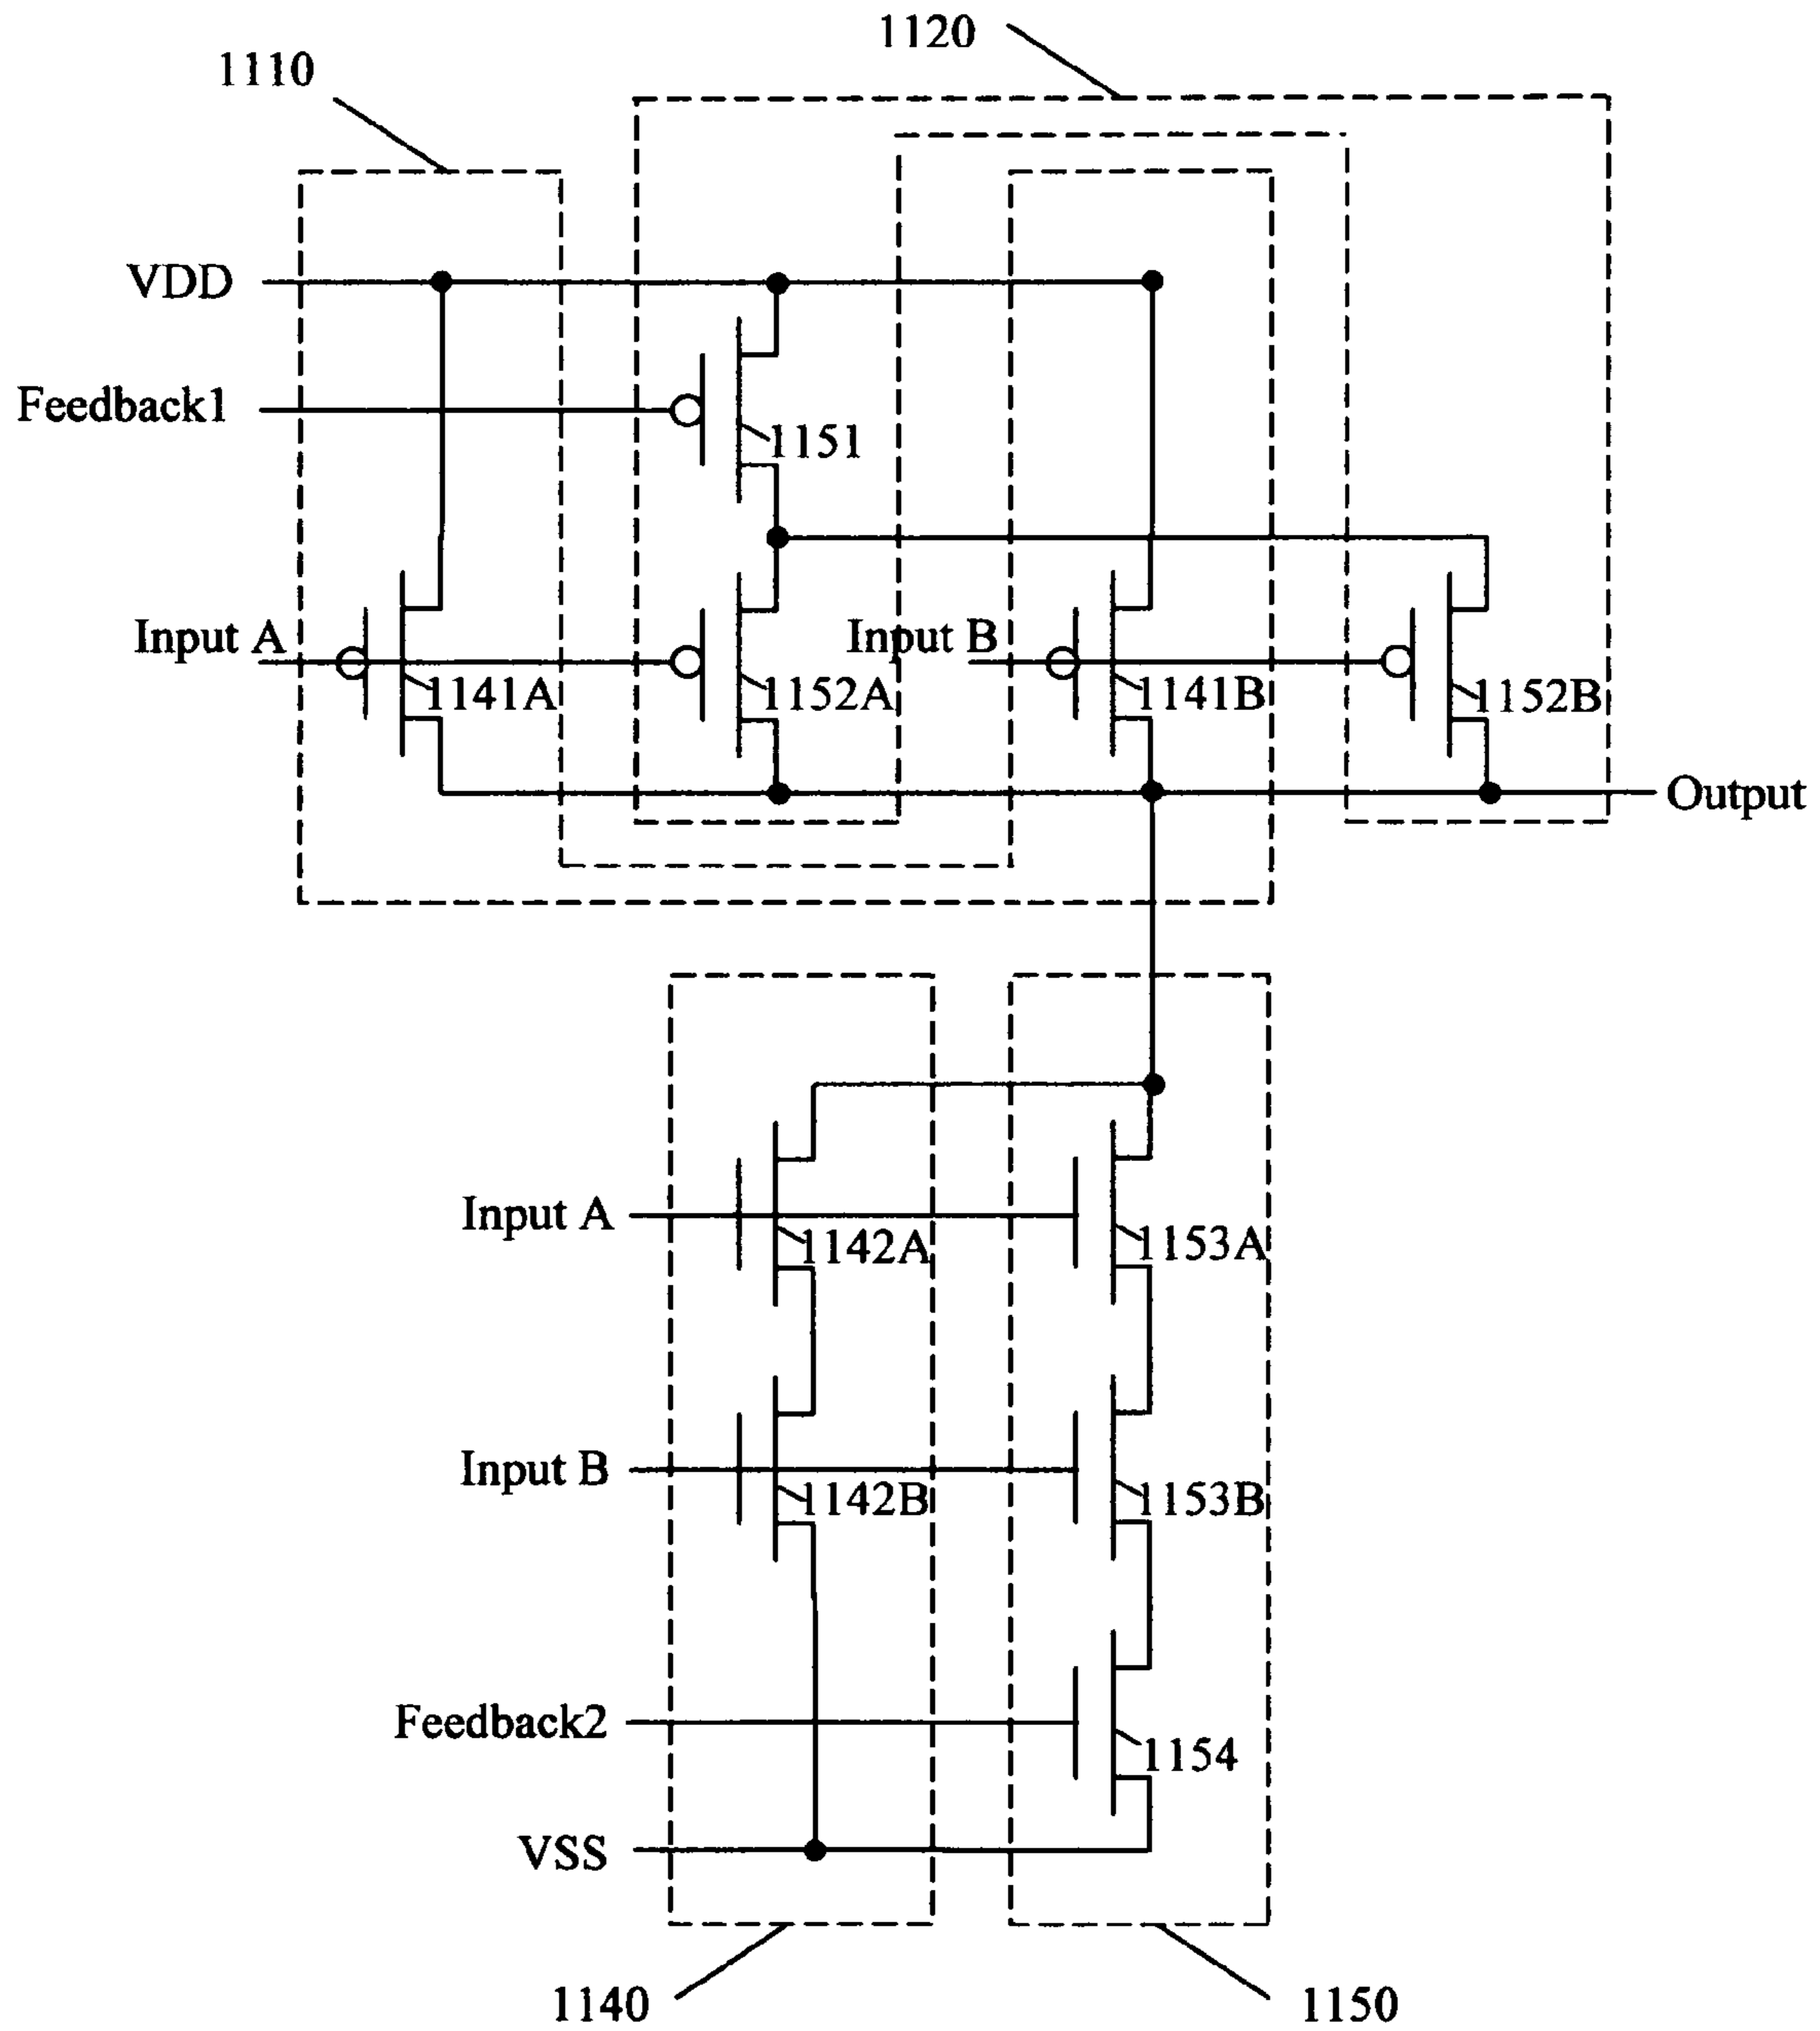 1120
1110
VDD
Feedback1
1151
Input A
Input B
1141A
1152A
1141B
1152B
Output
Input A
1142A
1153A
Input B
1142B
1153B
Feedback2
1154
VSS
1140
1150